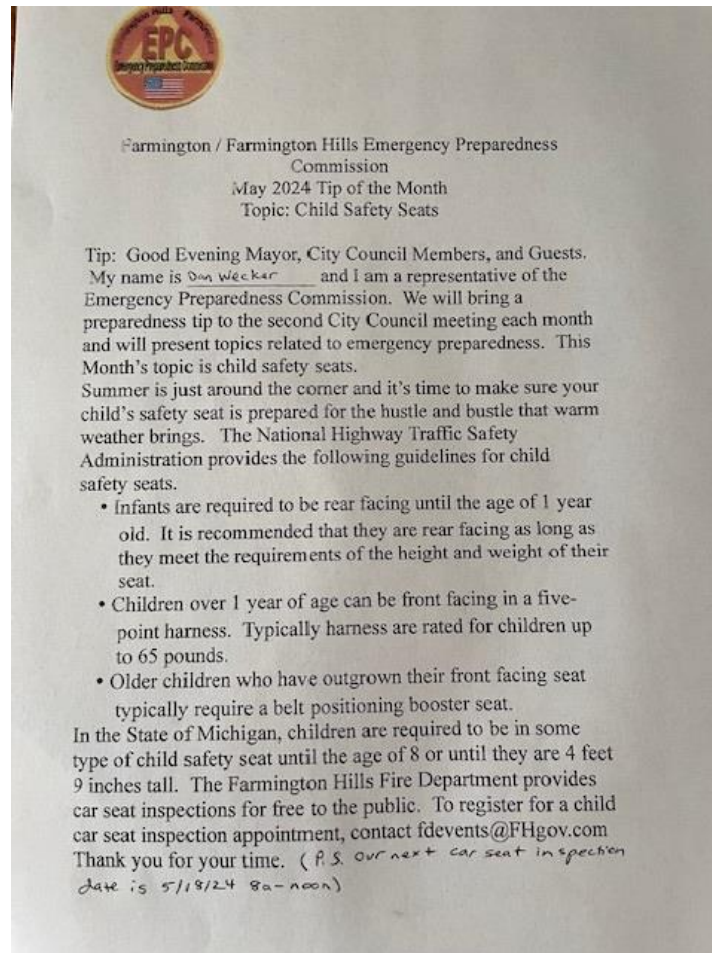 Farmington Hills Farmington
EPC
Emergency Preparedness Commission
Farmington / Farmington Hills Emergency Preparedness
Commission
May 2024 Tip of the Month
Topic: Child Safety Seats
Tip: Good Evening Mayor, City Council Members, and Guests.
My name is Dan Wecker and I am a representative of the
Emergency Preparedness Commission. We will bring a
preparedness tip to the second City Council meeting each month
and will present topics related to emergency preparedness. This
Month's topic is child safety seats.
Summer is just around the corner and it's time to make sure your
child's safety seat is prepared for the hustle and bustle that warm
weather brings. The National Highway Traffic Safety
Administration provides the following guidelines for child
safety seats.
• Infants are required to be rear facing until the age of 1 year
old. It is recommended that they are rear facing as long as
they meet the requirements of the height and weight of their
seat.
• Children over 1 year of age can be front facing in a five-
point harness. Typically harness are rated for children up
to 65 pounds.
• Older children who have outgrown their front facing seat
typically require a belt positioning booster seat.
In the State of Michigan, children are required to be in some
type of child safety seat until the age of 8 or until they are 4 feet
9 inches tall. The Farmington Hills Fire Department provides
car seat inspections for free to the public. To register for a child
car seat inspection appointment, contact fdevents@FHgov.com
Thank you for your time. (P.S. Our next car seat inspection
date is 5/18/24 8a-noon)